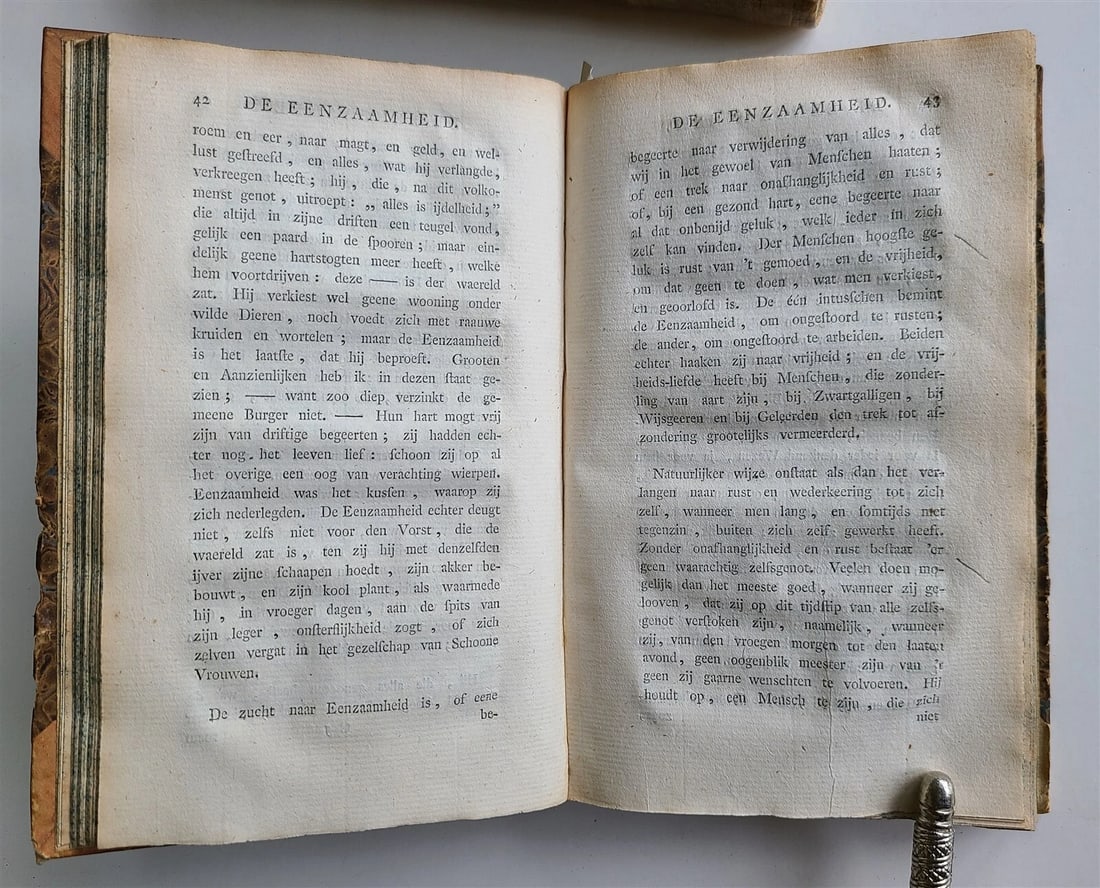 42 DE EENZAAMHEID.
roem en eer, naar magt, en geld, en wel-
lust geſtreefd, en alles, wat hij verlangde,
verkreegen heeft; hij, die, na dit volko-
menst genot, uitroept: „alles is ijdelheid;”
die altijd in zijne driften een teugel vond,
gelijk een paard in de ſpooren; maar ein-
delijk geene hartstogten meer heeft, welke
hem voortdrijven: deze —— is der waereld
zat. Hij verkiest wel geene wooning onder
wilde Dieren, noch voedt zich met raauwe
kruiden en wortelen; maar de Eenzaamheid
is het laatſte, dat hij beproeft. Grooten
en Aanzienlijken heb ik in dezen ſtaat ge-
zien; —— want zoo diep verzinkt de ge-
meene Burger niet. —— Hun hart mogt vrij
zijn van driftige begeerten; zij hadden ech-
ter nog het leeven lief: ſchoon zij op al
het overige een oog van verachting wierpen.
Eenzaamheid was het kusſen, waarop zij
zich nederlegden. De Eenzaamheid echter deugt
niet, zelfs niet voor den Vorst, die de
waereld zat is, ten zij hij met denzelfden
ijver zijne ſchaapen hoedt, zijn akker be-
bouwt, en zijn kool plant, als waarmede
hij, in vroeger dagen, aan de ſpits van
zijn leger, onſterflijkheid zogt, of zich
zelven vergat in het gezelſchap van Schoone
Vrouwen.
De zucht naar Eenzaamheid is, of eene
be-
DE EENZAAMHEID. 43
begeerte naar verwijdering van alles, dat
wij in het gewoel van Menſchen haaten;
of een trek naar onafhanglijkheid en rust;
of, bij een gezond hart, eene begeerte naar
al dat onbenijd geluk, welk ieder in zich
zelf kan vinden. Der Menſchen hoogſte ge-
luk is rust van 't gemoed, en de vrijheid,
om dat geen te doen, wat men verkiest,
en geoorlofd is. De één intusſchen bemint
de Eenzaamheid, om ongeſtoord te rusten;
de ander, om ongeſtoord te arbeiden. Beiden
echter haaken zij naar vrijheid; en de vrij-
heids-liefde heeft bij Menſchen, die zonder-
ling van aart zijn, bij Zwartgalligen, bij
Wijsgeeren en bij Geleerden den trek tot af-
zondering grootelijks vermeerderd.
Natuurlijker wijze onſtaat als dan het ver-
langen naar rust en wederkeering tot zich
zelf, wanneer men lang, en ſomtijds met
tegenzin, buiten zich zelf gewerkt heeft.
Zonder onafhanglijkheid en rust beſtaat 'er
geen waarachtig zelfsgenot. Veelen doen mo-
gelijk dan het meeste goed, wanneer zij ge-
looven, dat zij op dit tijdſtip van alle zelfs-
genot verſtoken zijn, naamelijk, wanneer
zij, van den vroegen morgen tot den laaten
avond, geen oogenblik meester zijn van 't
geen zij gaarne wenschten te volvoeren. Hij
houdt op, een Mensch te zijn, die zich
niet